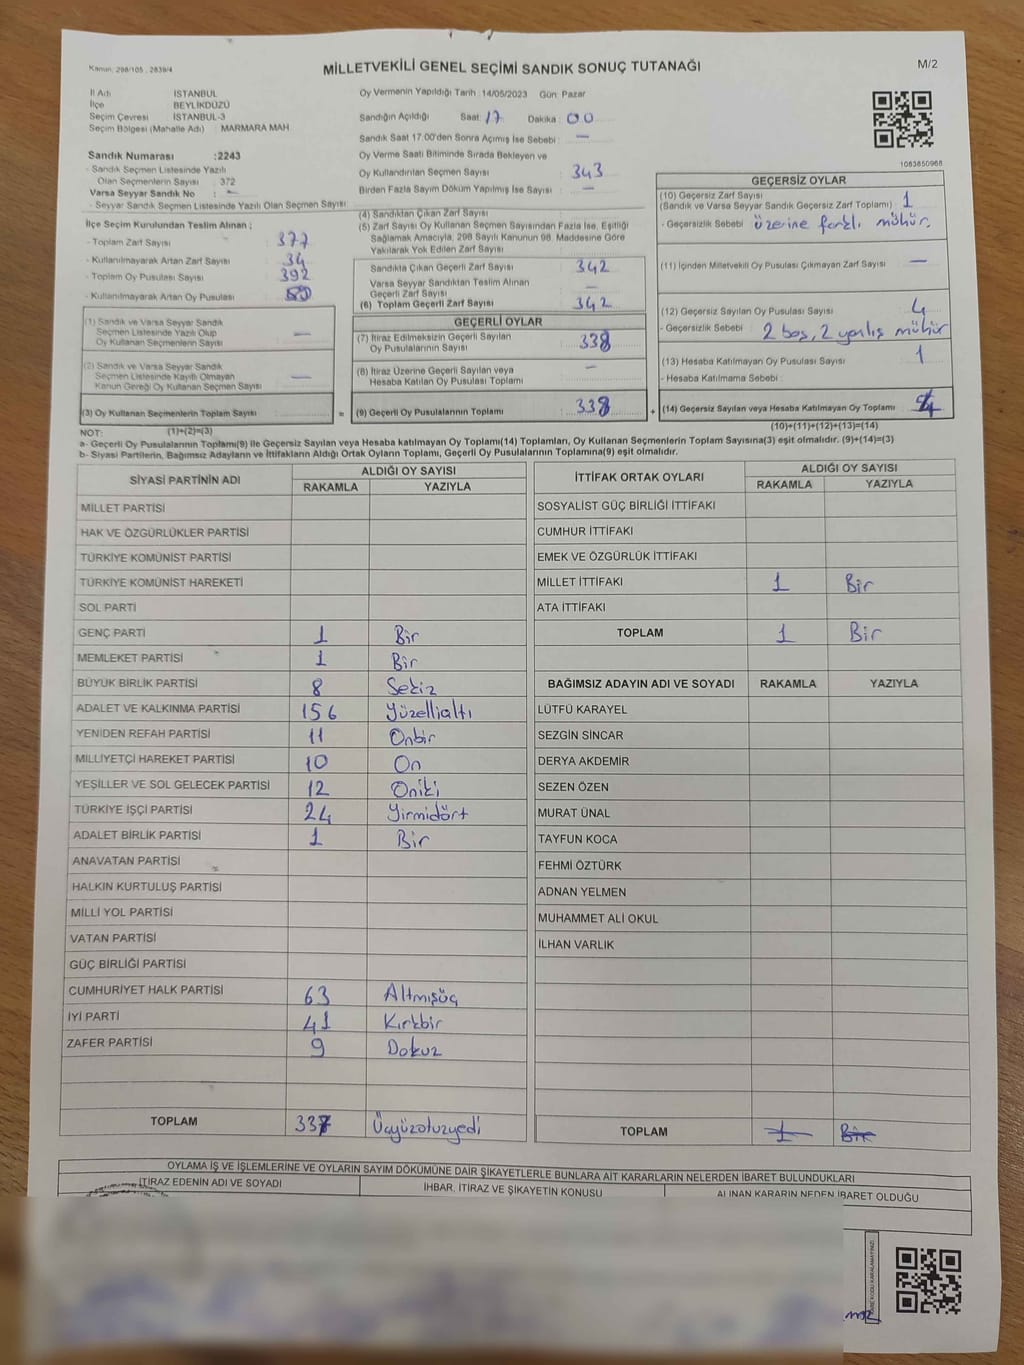 Kanun: 298/105 , 2839/4
MİLLETVEKİLİ GENEL SEÇİMİ SANDIK SONUÇ TUTANAĞI
M/2
İl Adı İSTANBUL
İlçe BEYLİKDÜZÜ
Seçim Çevresi İSTANBUL-3
Seçim Bölgesi (Mahalle Adı) : MARMARA MAH.
Sandık Numarası :2243
- Sandık Seçmen Listesinde Yazılı
Olan Seçmenlerin Sayısı : 372
Varsa Seyyar Sandık No : -
- Seyyar Sandık Seçmen Listesinde Yazılı Olan Seçmen Sayısı
İlçe Seçim Kurulundan Teslim Alınan ;
- Toplam Zarf Sayısı : 377
- Kullanılmayarak Artan Zarf Sayısı : 34
- Toplam Oy Pusulası Sayısı : 392
- Kullanılmayarak Artan Oy Pusulası
(1) Sandık ve Varsa Seyyar Sandık
Seçmen Listesinde Yazılı Olup
Oy Kullanan Seçmenlerin Sayısı : —
(2) Sandık ve Varsa Seyyar Sandık
Seçmen Listesinde Kayıtlı Olmayan
Kanun Gereği Oy Kullanan Seçmen Sayısı : —
(3) Oy Kullanan Seçmenlerin Toplam Sayısı :
(1)+(2)=(3)
Oy Vermenin Yapıldığı Tarih :14/05/2023 Gün: Pazar
Sandığın Açıldığı Saat: 17 Dakika : 00
Sandık Saat 17.00'den Sonra Açımış İse Sebebi : —
Oy Verme Saati Bitiminde Sırada Bekleyen ve
Oy Kullandırılan Seçmen Sayısı : 343
Birden Fazla Sayım Döküm Yapılmış İse Sayısı : —
(4) Sandıktan Çıkan Zarf Sayısı :
(5) Zarf Sayısı Oy Kullanan Seçmen Sayısından Fazla İse, Eşitliği
Sağlamak Amacıyla, 298 Sayılı Kanunun 98. Maddesine Göre
Yakılarak Yok Edilen Zarf Sayısı :
Sandıkta Çıkan Geçerli Zarf Sayısı : 342
Varsa Seyyar Sandıktan Teslim Alınan
Geçerli Zarf Sayısı : —
(6) Toplam Geçerli Zarf Sayısı : 342
GEÇERLİ OYLAR
(7) İtiraz Edilmeksizin Geçerli Sayılan
Oy Pusulalarının Sayısı : 338
(8) İtiraz Üzerine Geçerli Sayılan veya
Hesaba Katılan Oy Pusulası Toplamı : —
= (9) Geçerli Oy Pusulalarının Toplamı : 338 +
1083850968
GEÇERSİZ OYLAR
(10) Geçersiz Zarf Sayısı : 1
(Sandık ve Varsa Seyyar Sandık Geçersiz Zarf Toplamı)
- Geçersizlik Sebebi : üzerine farklı mühür.
(11) İçinden Milletvekili Oy Pusulası Çıkmayan Zarf Sayısı : —
(12) Geçersiz Sayılan Oy Pusulası Sayısı : 4
- Geçersizlik Sebebi : 2 boş, 2 yanlış mühür
(13) Hesaba Katılmayan Oy Pusulası Sayısı : 1
- Hesaba Katılmama Sebebi :
(14) Geçersiz Sayılan veya Hesaba Katılmayan Oy Toplamı : 4
(10)+(11)+(12)+(13)=(14)
NOT:
a- Geçerli Oy Pusulalarının Toplamı(9) ile Geçersiz Sayılan veya Hesaba katılmayan Oy Toplamı(14) Toplamları, Oy Kullanan Seçmenlerin Toplam Sayısına(3) eşit olmalıdır. (9)+(14)=(3)
b- Siyasi Partilerin, Bağımsız Adayların ve İttifakların Aldığı Ortak Oyların Toplamı, Geçerli Oy Pusulalarının Toplamına(9) eşit olmalıdır.
SİYASİ PARTİNİN ADI ALDIĞI OY SAYISI
RAKAMLA YAZIYLA
MİLLET PARTİSİ
HAK VE ÖZGÜRLÜKLER PARTİSİ
TÜRKİYE KOMÜNİST PARTİSİ
TÜRKİYE KOMÜNİST HAREKETİ
SOL PARTİ
GENÇ PARTİ 1 Bir
MEMLEKET PARTİSİ 1 Bir
BÜYÜK BİRLİK PARTİSİ 8 Sekiz
ADALET VE KALKINMA PARTİSİ 156 Yüzellialtı
YENİDEN REFAH PARTİSİ 11 Onbir
MİLLİYETÇİ HAREKET PARTİSİ 10 On
YEŞİLLER VE SOL GELECEK PARTİSİ 12 Oniki
TÜRKİYE İŞÇİ PARTİSİ 24 Yirmidört
ADALET BİRLİK PARTİSİ 1 Bir
ANAVATAN PARTİSİ
HALKIN KURTULUŞ PARTİSİ
MİLLİ YOL PARTİSİ
VATAN PARTİSİ
GÜÇ BİRLİĞİ PARTİSİ
CUMHURİYET HALK PARTİSİ 63 Altmışüç
İYİ PARTİ 41 Kırkbir
ZAFER PARTİSİ 9 Dokuz
TOPLAM 337 Üçyüzotuzyedi
İTTİFAK ORTAK OYLARI ALDIĞI OY SAYISI
RAKAMLA YAZIYLA
SOSYALİST GÜÇ BİRLİĞİ İTTİFAKI
CUMHUR İTTİFAKI
EMEK VE ÖZGÜRLÜK İTTİFAKI
MİLLET İTTİFAKI 1 Bir
ATA İTTİFAKI
TOPLAM 1 Bir
BAĞIMSIZ ADAYIN ADI VE SOYADI RAKAMLA YAZIYLA
LÜTFÜ KARAYEL
SEZGİN SİNCAR
DERYA AKDEMİR
SEZEN ÖZEN
MURAT ÜNAL
TAYFUN KOCA
FEHMİ ÖZTÜRK
ADNAN YELMEN
MUHAMMET ALİ OKUL
İLHAN VARLIK
TOPLAM 1 Bir
OYLAMA İŞ VE İŞLEMLERİNE VE OYLARIN SAYIM DÖKÜMÜNE DAİR ŞİKAYETLERLE BUNLARA AİT KARARLARIN NELERDEN İBARET BULUNDUKLARI
İTİRAZ EDENİN ADI VE SOYADI İHBAR, İTİRAZ VE ŞİKAYETİN KONUSU ALINAN KARARIN NEDEN İBARET OLDUĞU